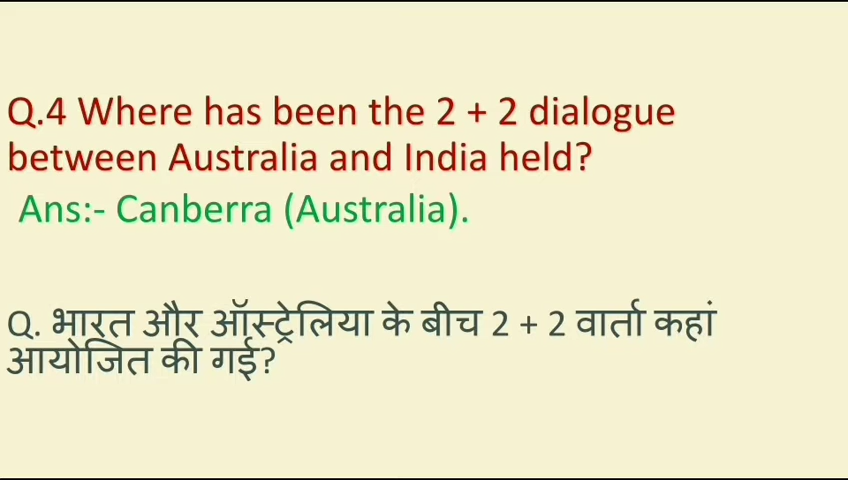 Q.4 Where has been the 2 + 2 dialogue
between Australia and India held?
Ans:- Canberra (Australia).
Q. भारत और ऑस्ट्रेलिया के बीच 2 + 2 वार्ता कहां
आयोजित की गई?